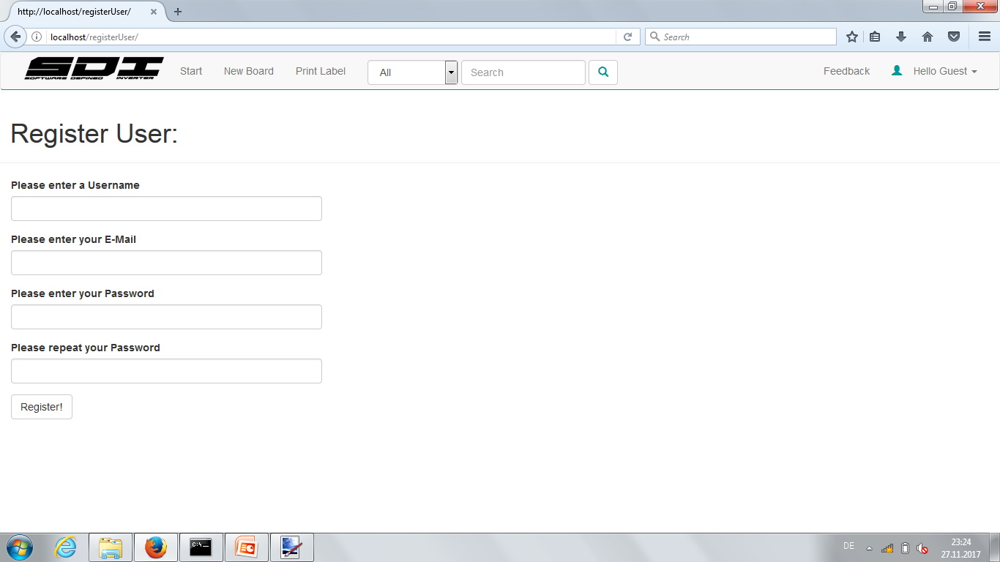 http://localhost/registerUser/
localhost/registerUser/
Search
SDI
SOFTWARE DEFINED INVERTER
Start
New Board
Print Label
All
Search
Feedback
Hello Guest
Register User:
Please enter a Username
Please enter your E-Mail
Please enter your Password
Please repeat your Password
Register!
C:\_
DE
23:24
27.11.2017